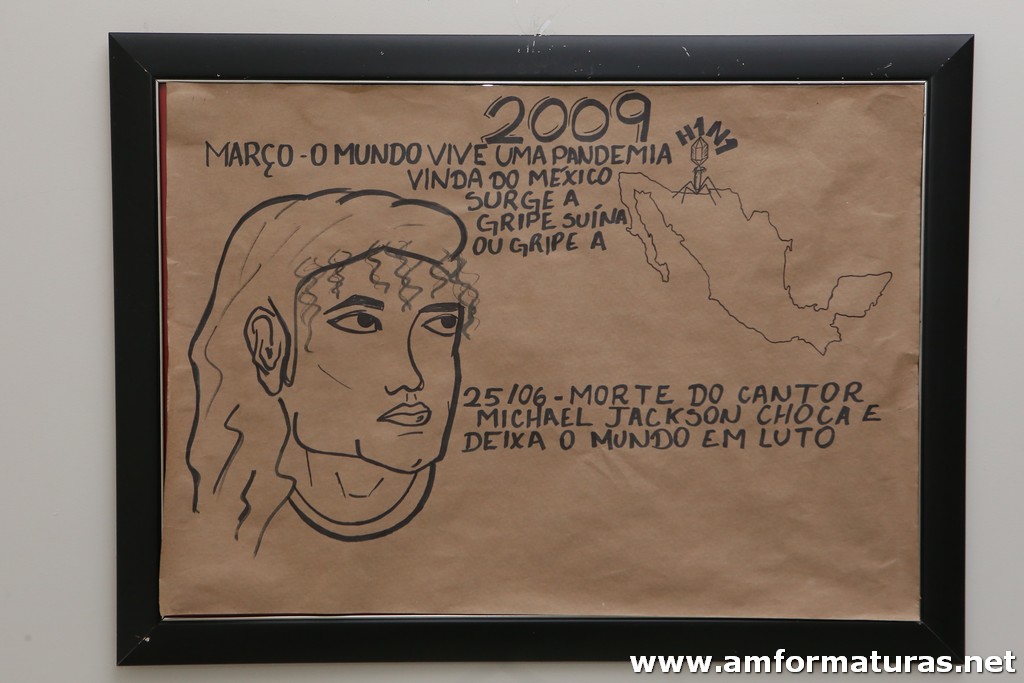 2009
H1N1
MARÇO - O MUNDO VIVE UMA PANDEMIA
VINDA DO MÉXICO
SURGE A
GRIPE SUÍNA
OU GRIPE A
25/06 - MORTE DO CANTOR
MICHAEL JACKSON CHOCA E
DEIXA O MUNDO EM LUTO
www.amformaturas.net